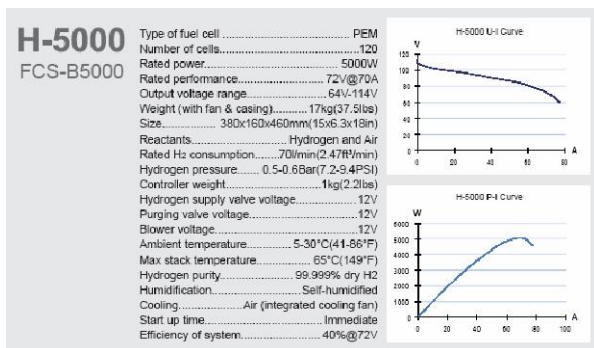 H-5000
FCS-B5000
Type of fuel cell ........ PEM
Number of cells........120
Rated power........ 5000W
Rated performance........ 72V@70A
Output voltage range........ 64V-114V
Weight (with fan & casing)........ 17kg(37.5lbs)
Size........ 380x160x460mm(15x6.3x18in)
Reactants........ Hydrogen and Air
Rated H2 consumption........70l/min(2.47ft³/min)
Hydrogen pressure........ 0.5-0.6Bar(7.2-9.4PSI)
Controller weight........1kg(2.2lbs)
Hydrogen supply valve voltage........ 12V
Purging valve voltage........12V
Blower voltage........12V
Ambient temperature........ 5-30°C(41-86°F)
Max stack temperature........ 65°C(149°F)
Hydrogen purity........ 99.999% dry H2
Humidification........Self-humidified
Cooling........Air (integrated cooling fan)
Start up time........ Immediate
Efficiency of system........ 40%@72V
H-5000 U-I Curve
V
120
100
80
60
40
20
0 20 40 60 80 A
H-5000 P-I Curve
W
6000
5000
4000
3000
2000
1000
0
0 20 40 60 80 100 A